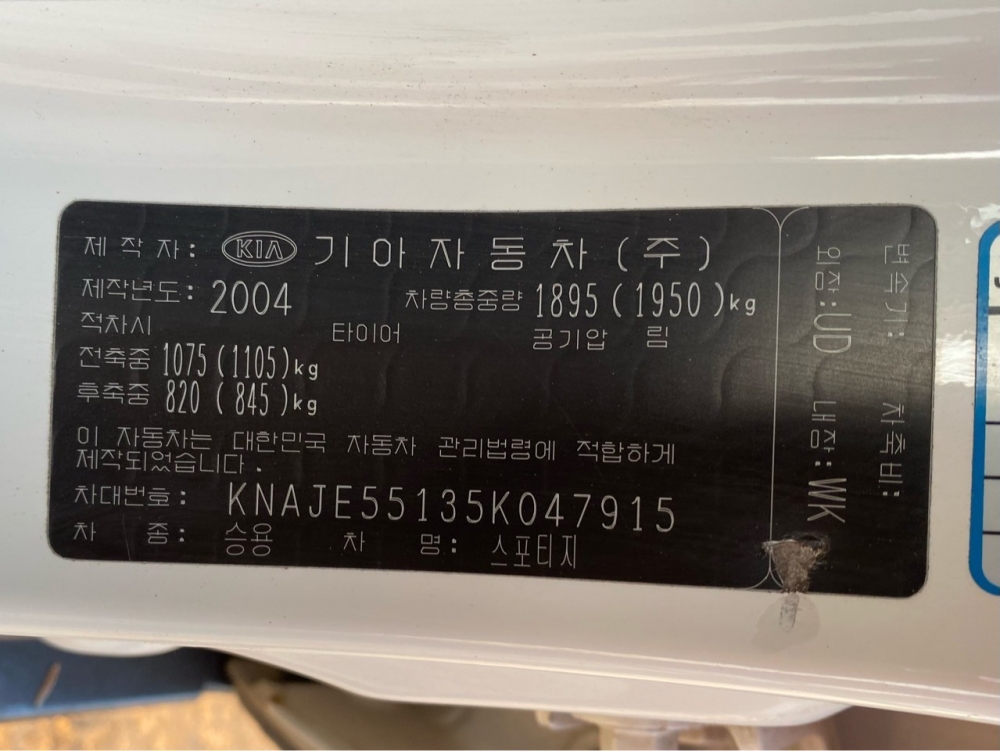 제 작 자: KIA 기아자동차(주)
제작년도: 2004 차량총중량 1895 (1950)kg
적차시 타이어 공기압 림
전축중 1075(1105)kg
후축중 820 (845)kg
이 자동차는 대한민국 자동차 관리법령에 적합하게
제작되었습니다.
차대번호: KNAJE55135K047915
차 종: 승용 차 명: 스포티지
변속기: 차축비:
외장:UD 내장:WK